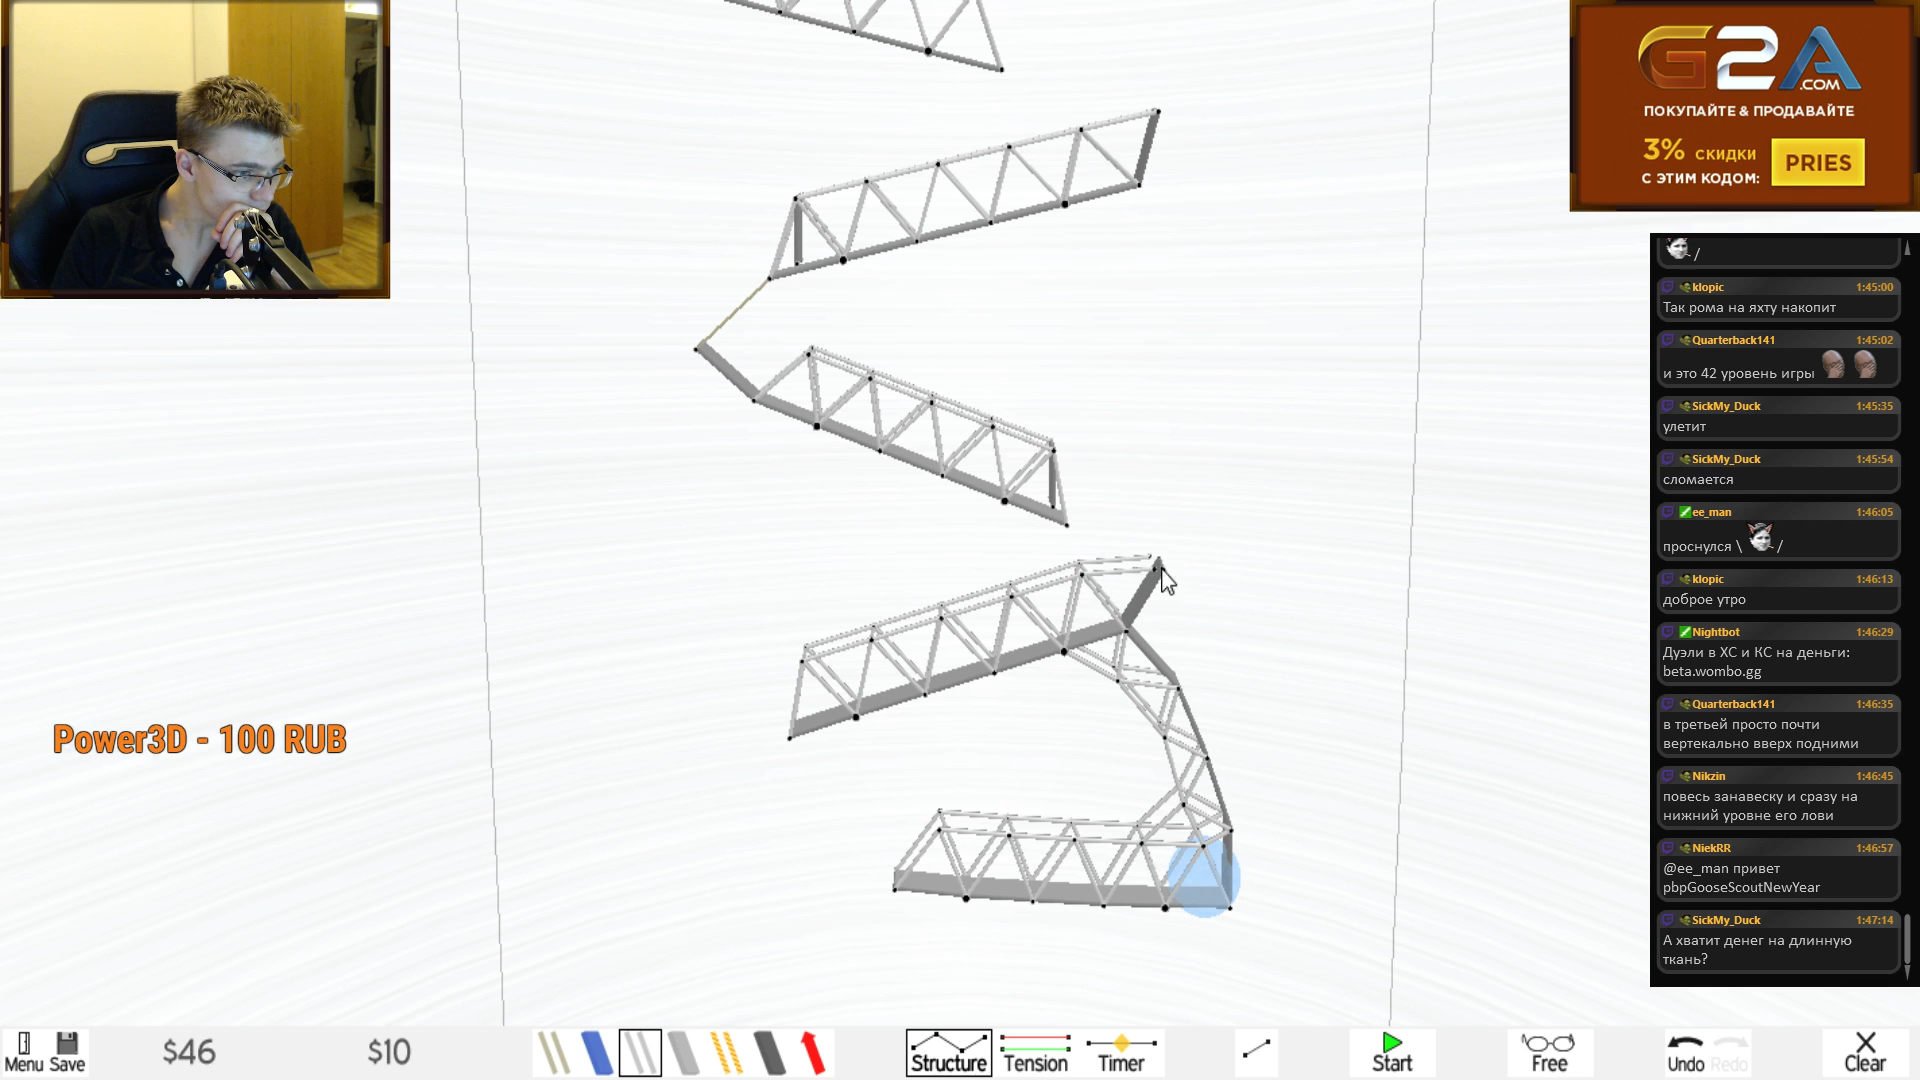 G2A
.COM
ПОКУПАЙТЕ & ПРОДАВАЙТЕ
3% СКИДКИ
С ЭТИМ КОДОМ:
PRIES
/
klopic 1:45:00
Так рома на яхту накопит
Quarterback141 1:45:02
и это 42 уровень игры
SickMy_Duck 1:45:35
улетит
SickMy_Duck 1:45:54
сломается
ee_man 1:46:05
проснулся \ /
klopic 1:46:13
доброе утро
Nightbot 1:46:29
Дуэли в ХС и КС на деньги:
beta.wombo.gg
Quarterback141 1:46:35
в третьей просто почти
вертикально вверх подними
Nikzin 1:46:45
повесь занавеску и сразу на
нижний уровне его лови
NiekRR 1:46:57
@ee_man привет
pbpGooseScoutNewYear
SickMy_Duck 1:47:14
А хватит денег на длинную
ткань?
Power3D - 100 RUB
Menu Save
$46
$10
Structure
Tension
Timer
Start
Free
Undo Redo
Clear